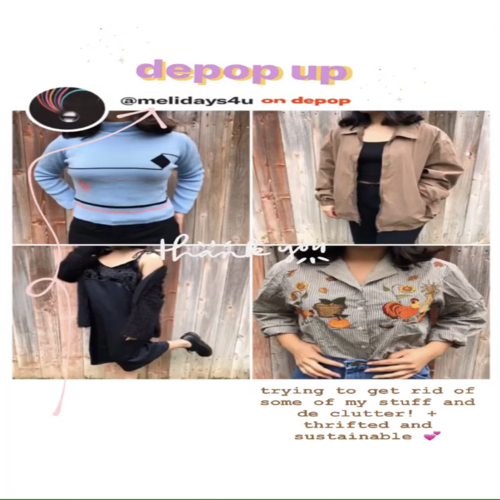 depop up
@melidays4u on depop
thank you
trying to get rid of
some of my stuff and
de clutter! +
thrifted and
sustainable 💕